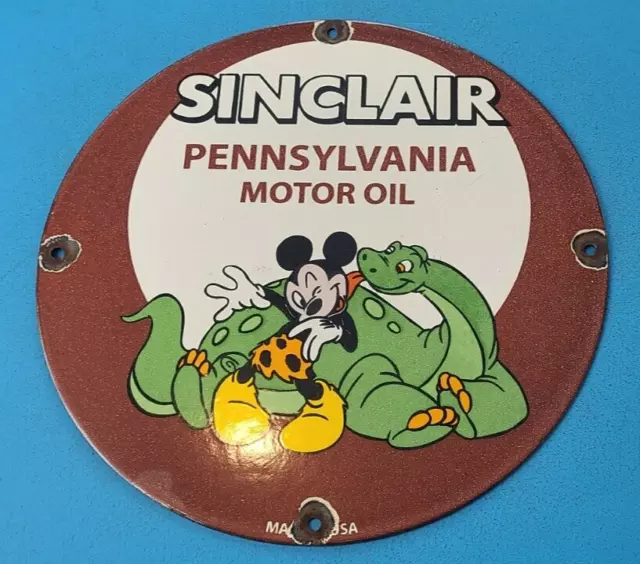 SINCLAIR
PENNSYLVANIA
MOTOR OIL
USA